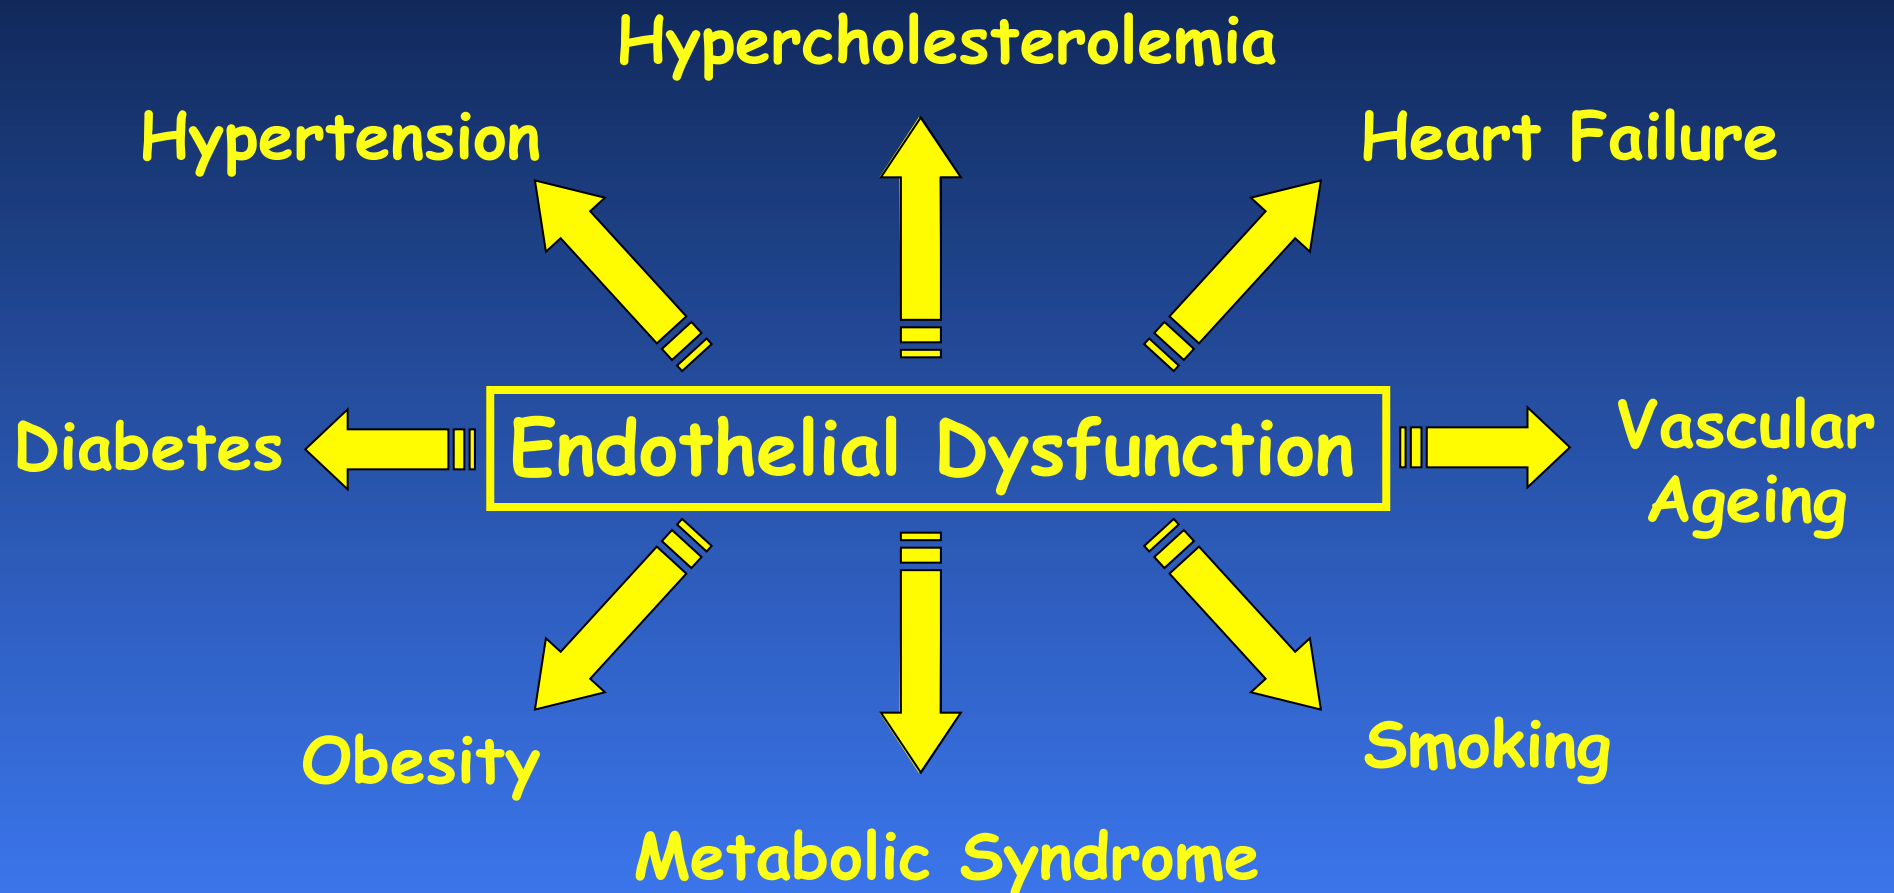 Hypercholesterolemia
Hypertension
Heart Failure
Diabetes
Endothelial Dysfunction
Vascular
Ageing
Obesity
Smoking
Metabolic Syndrome